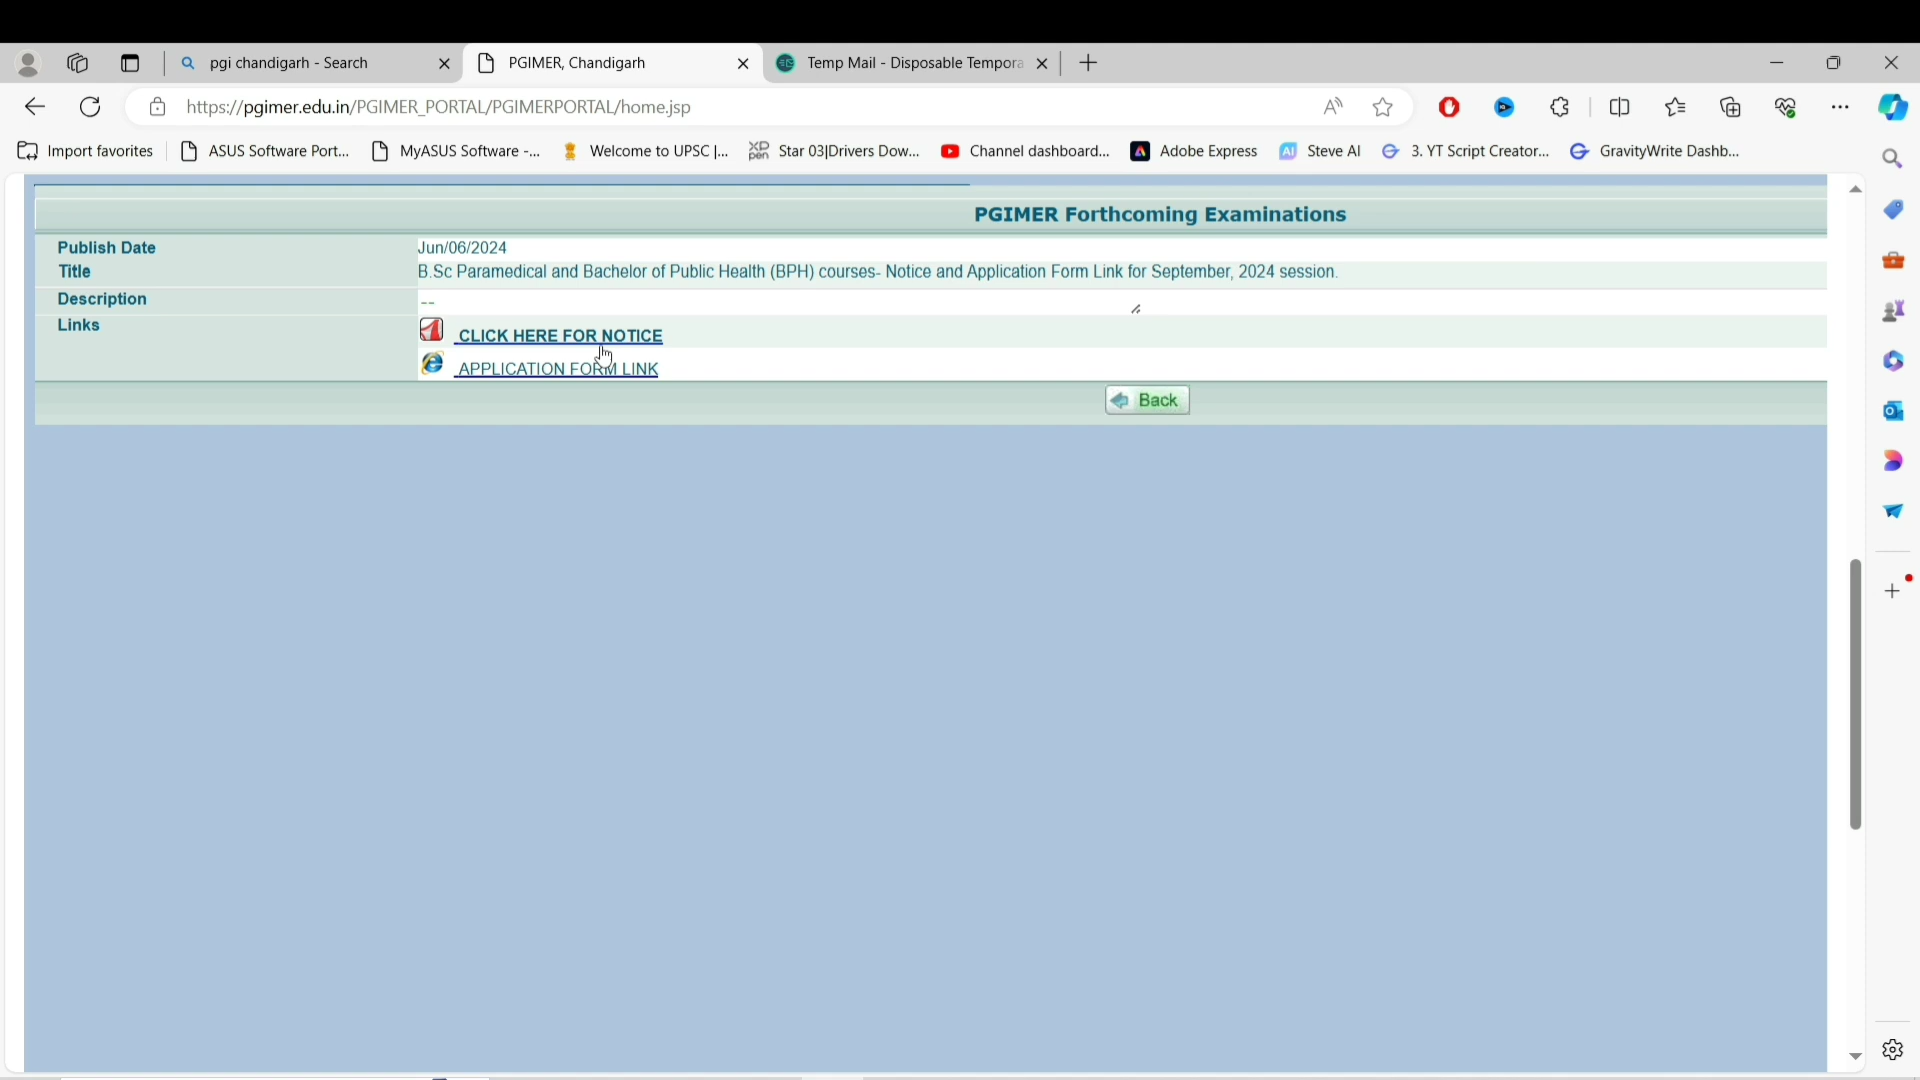 pgi chandigarh - Search
PGIMER, Chandigarh
Temp Mail - Disposable Tempora
https://pgimer.edu.in/PGIMER_PORTAL/PGIMERPORTAL/home.jsp
Import favorites
ASUS Software Port...
MyASUS Software -...
Welcome to UPSC |...
Star 03|Drivers Dow...
Channel dashboard...
Adobe Express
Steve AI
3. YT Script Creator...
GravityWrite Dashb...
PGIMER Forthcoming Examinations
Publish Date Jun/06/2024
Title B.Sc Paramedical and Bachelor of Public Health (BPH) courses- Notice and Application Form Link for September, 2024 session.
Description --
Links CLICK HERE FOR NOTICE
APPLICATION FORM LINK
Back